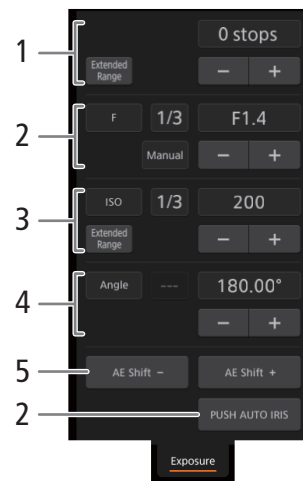 1
0 stops
Extended
Range
− +
2
F 1/3 F1.4
Manual − +
3
ISO 1/3 200
Extended
Range
− +
4
Angle --- 180.00°
− +
5
AE Shift − AE Shift +
2
PUSH AUTO IRIS
Exposure